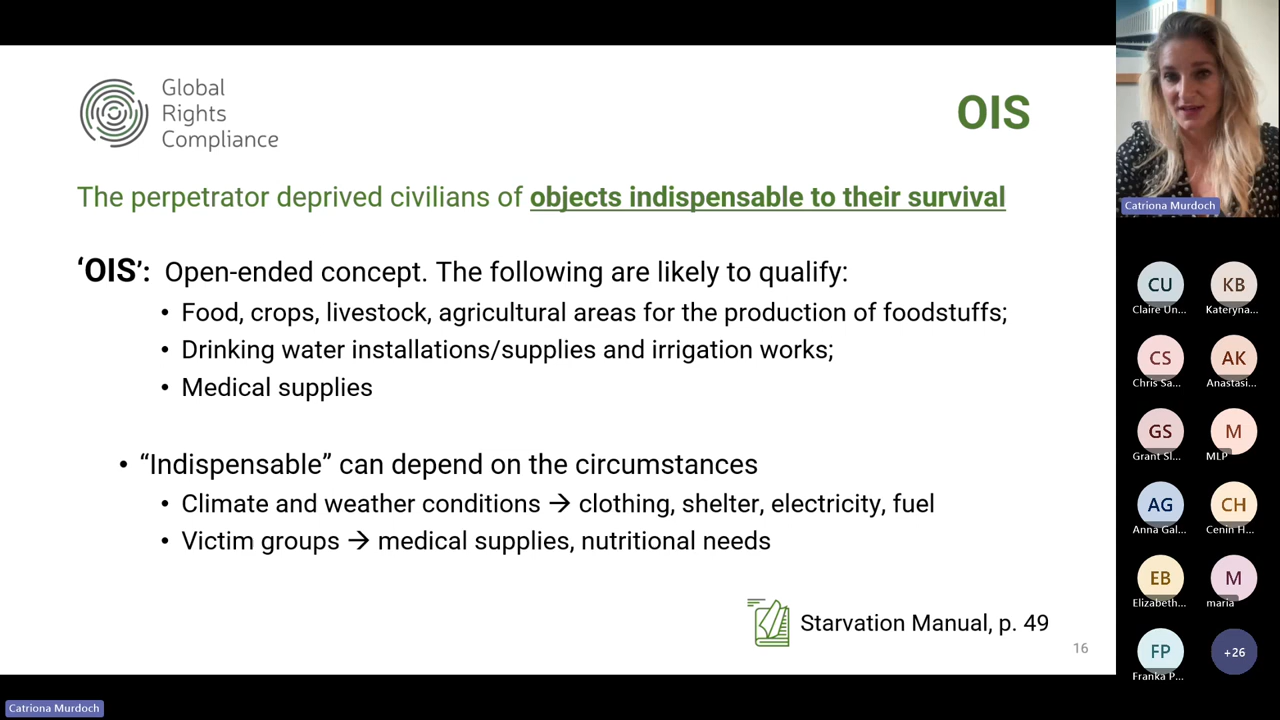 Global
Rights
Compliance
OIS
The perpetrator deprived civilians of objects indispensable to their survival
‘OIS’: Open-ended concept. The following are likely to qualify:
• Food, crops, livestock, agricultural areas for the production of foodstuffs;
• Drinking water installations/supplies and irrigation works;
• Medical supplies
• “Indispensable” can depend on the circumstances
• Climate and weather conditions → clothing, shelter, electricity, fuel
• Victim groups → medical supplies, nutritional needs
Starvation Manual, p. 49
16
Catriona Murdoch
CU
Claire Un...
KB
Kateryna...
CS
Chris Sa...
AK
Anastasi...
GS
Grant Sl...
M
MLP
AG
Anna Gal...
CH
Cenin H...
EB
Elizabeth...
M
maria
FP
Franka P...
+26
Catriona Murdoch